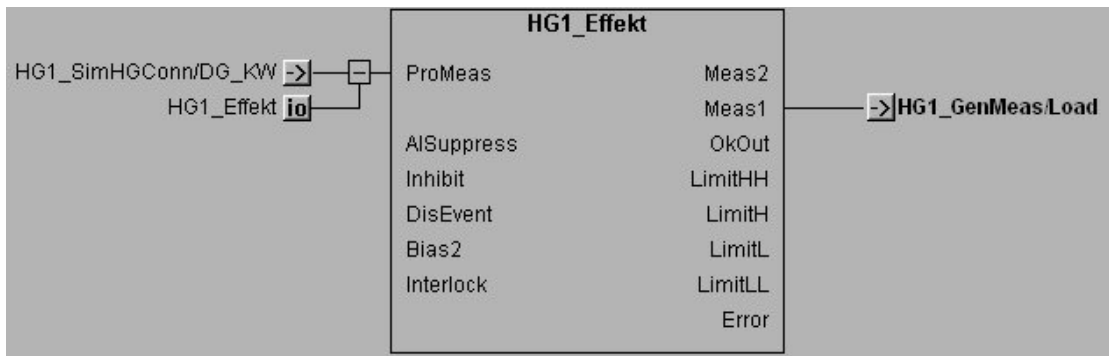 HG1_Effekt
HG1_SimHGConn/DG_KW -> ProMeas Meas2
HG1_Effekt io Meas1 -> HG1_GenMeas/Load
AlSuppress OkOut
Inhibit LimitHH
DisEvent LimitH
Bias2 LimitL
Interlock LimitLL
Error